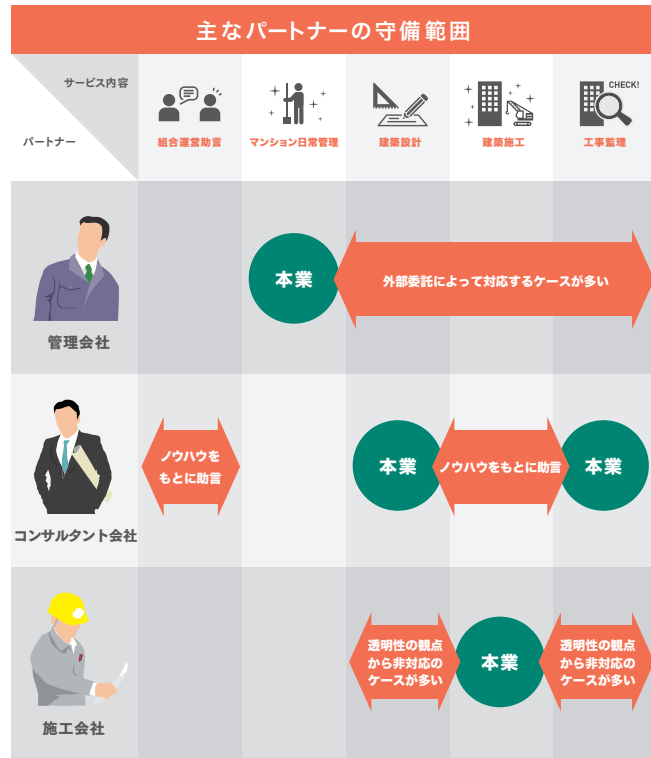 主なパートナーの守備範囲
サービス内容
パートナー
組合運営助言
マンション日常管理
建築設計
建築施工
CHECK!
工事監理
管理会社
本業
外部委託によって対応するケースが多い
コンサルタント会社
ノウハウを
もとに助言
本業
ノウハウをもとに助言
本業
施工会社
透明性の観点
から非対応の
ケースが多い
本業
透明性の観点
から非対応の
ケースが多い